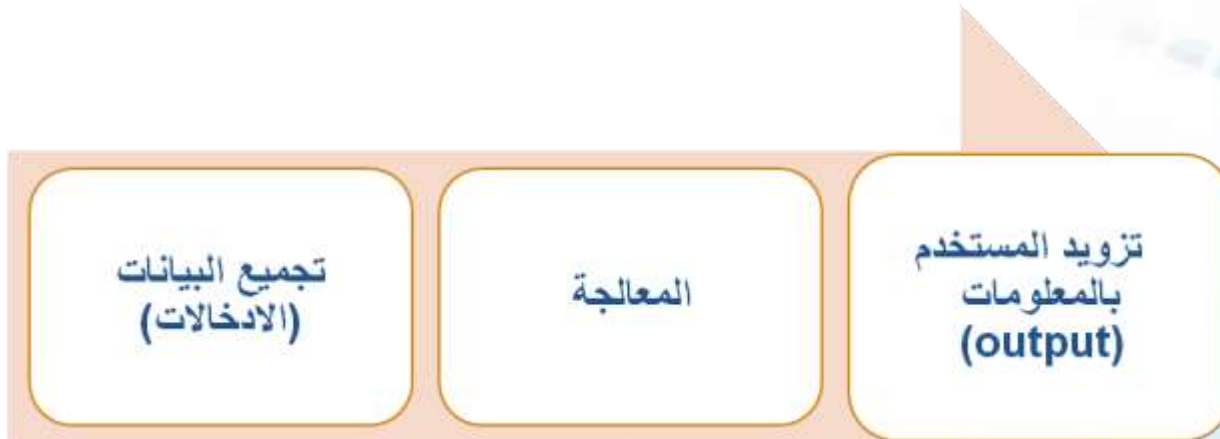 تجميع البيانات
(الادخالات)
المعالجة
تزويد المستخدم
بالمعلومات
(output)